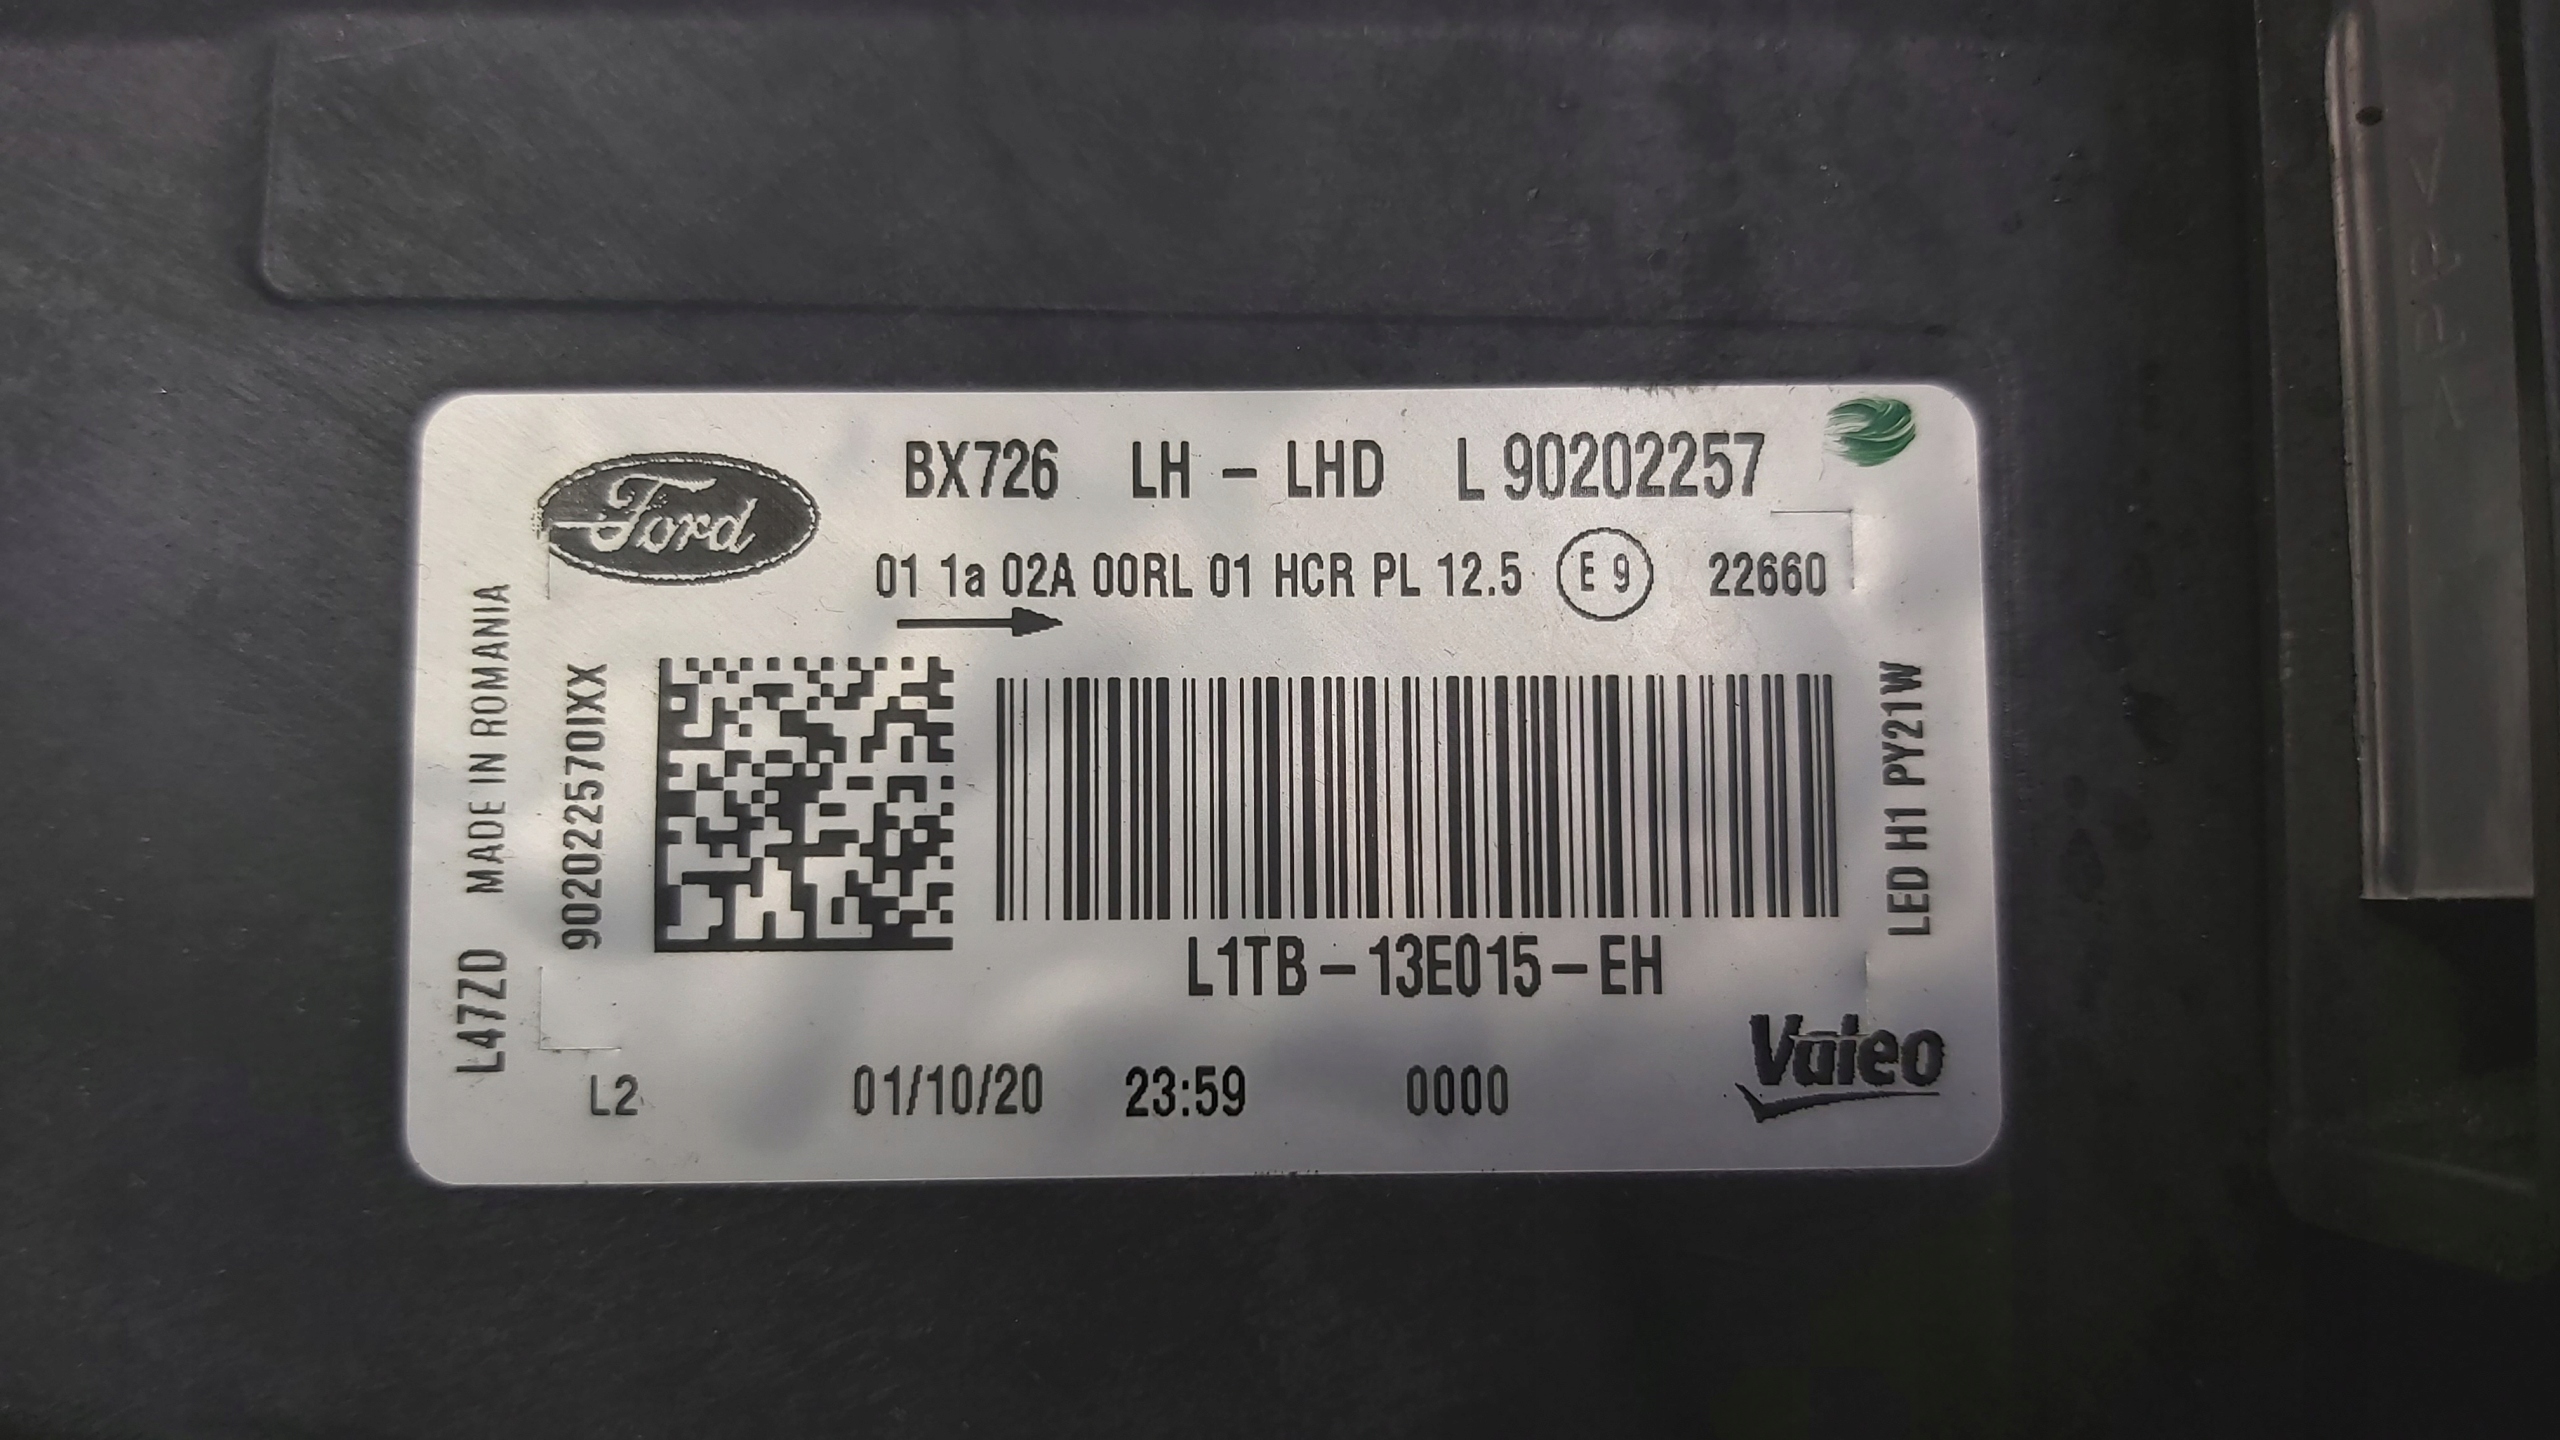 Ford
BX726 LH - LHD L 90202257
01 1a 02A 00RL 01 HCR PL 12.5 E 9 22660
L47ZD MADE IN ROMANIA
90202257OIXX
LED H1 PY21W
L1TB-13E015-EH
Valeo
L2 01/10/20 23:59 0000